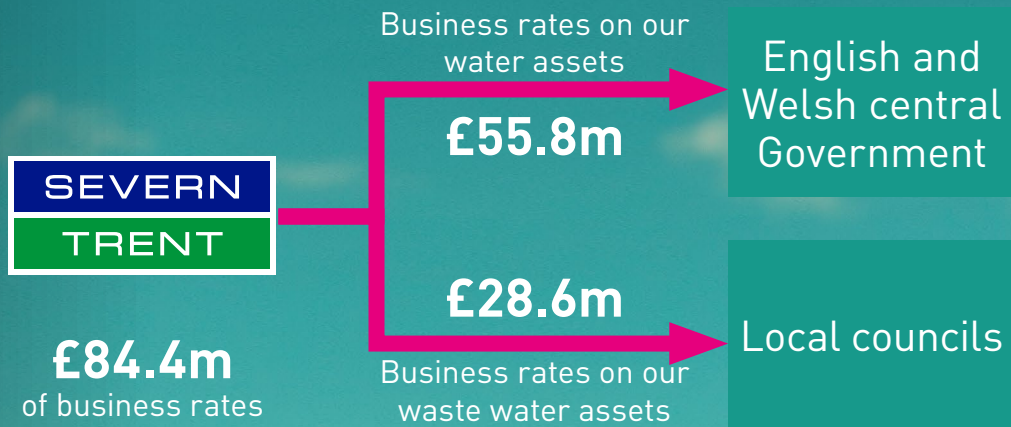 SEVERN
TRENT
£84.4m
of business rates
Business rates on our
water assets
£55.8m
English and
Welsh central
Government
£28.6m
Business rates on our
waste water assets
Local councils